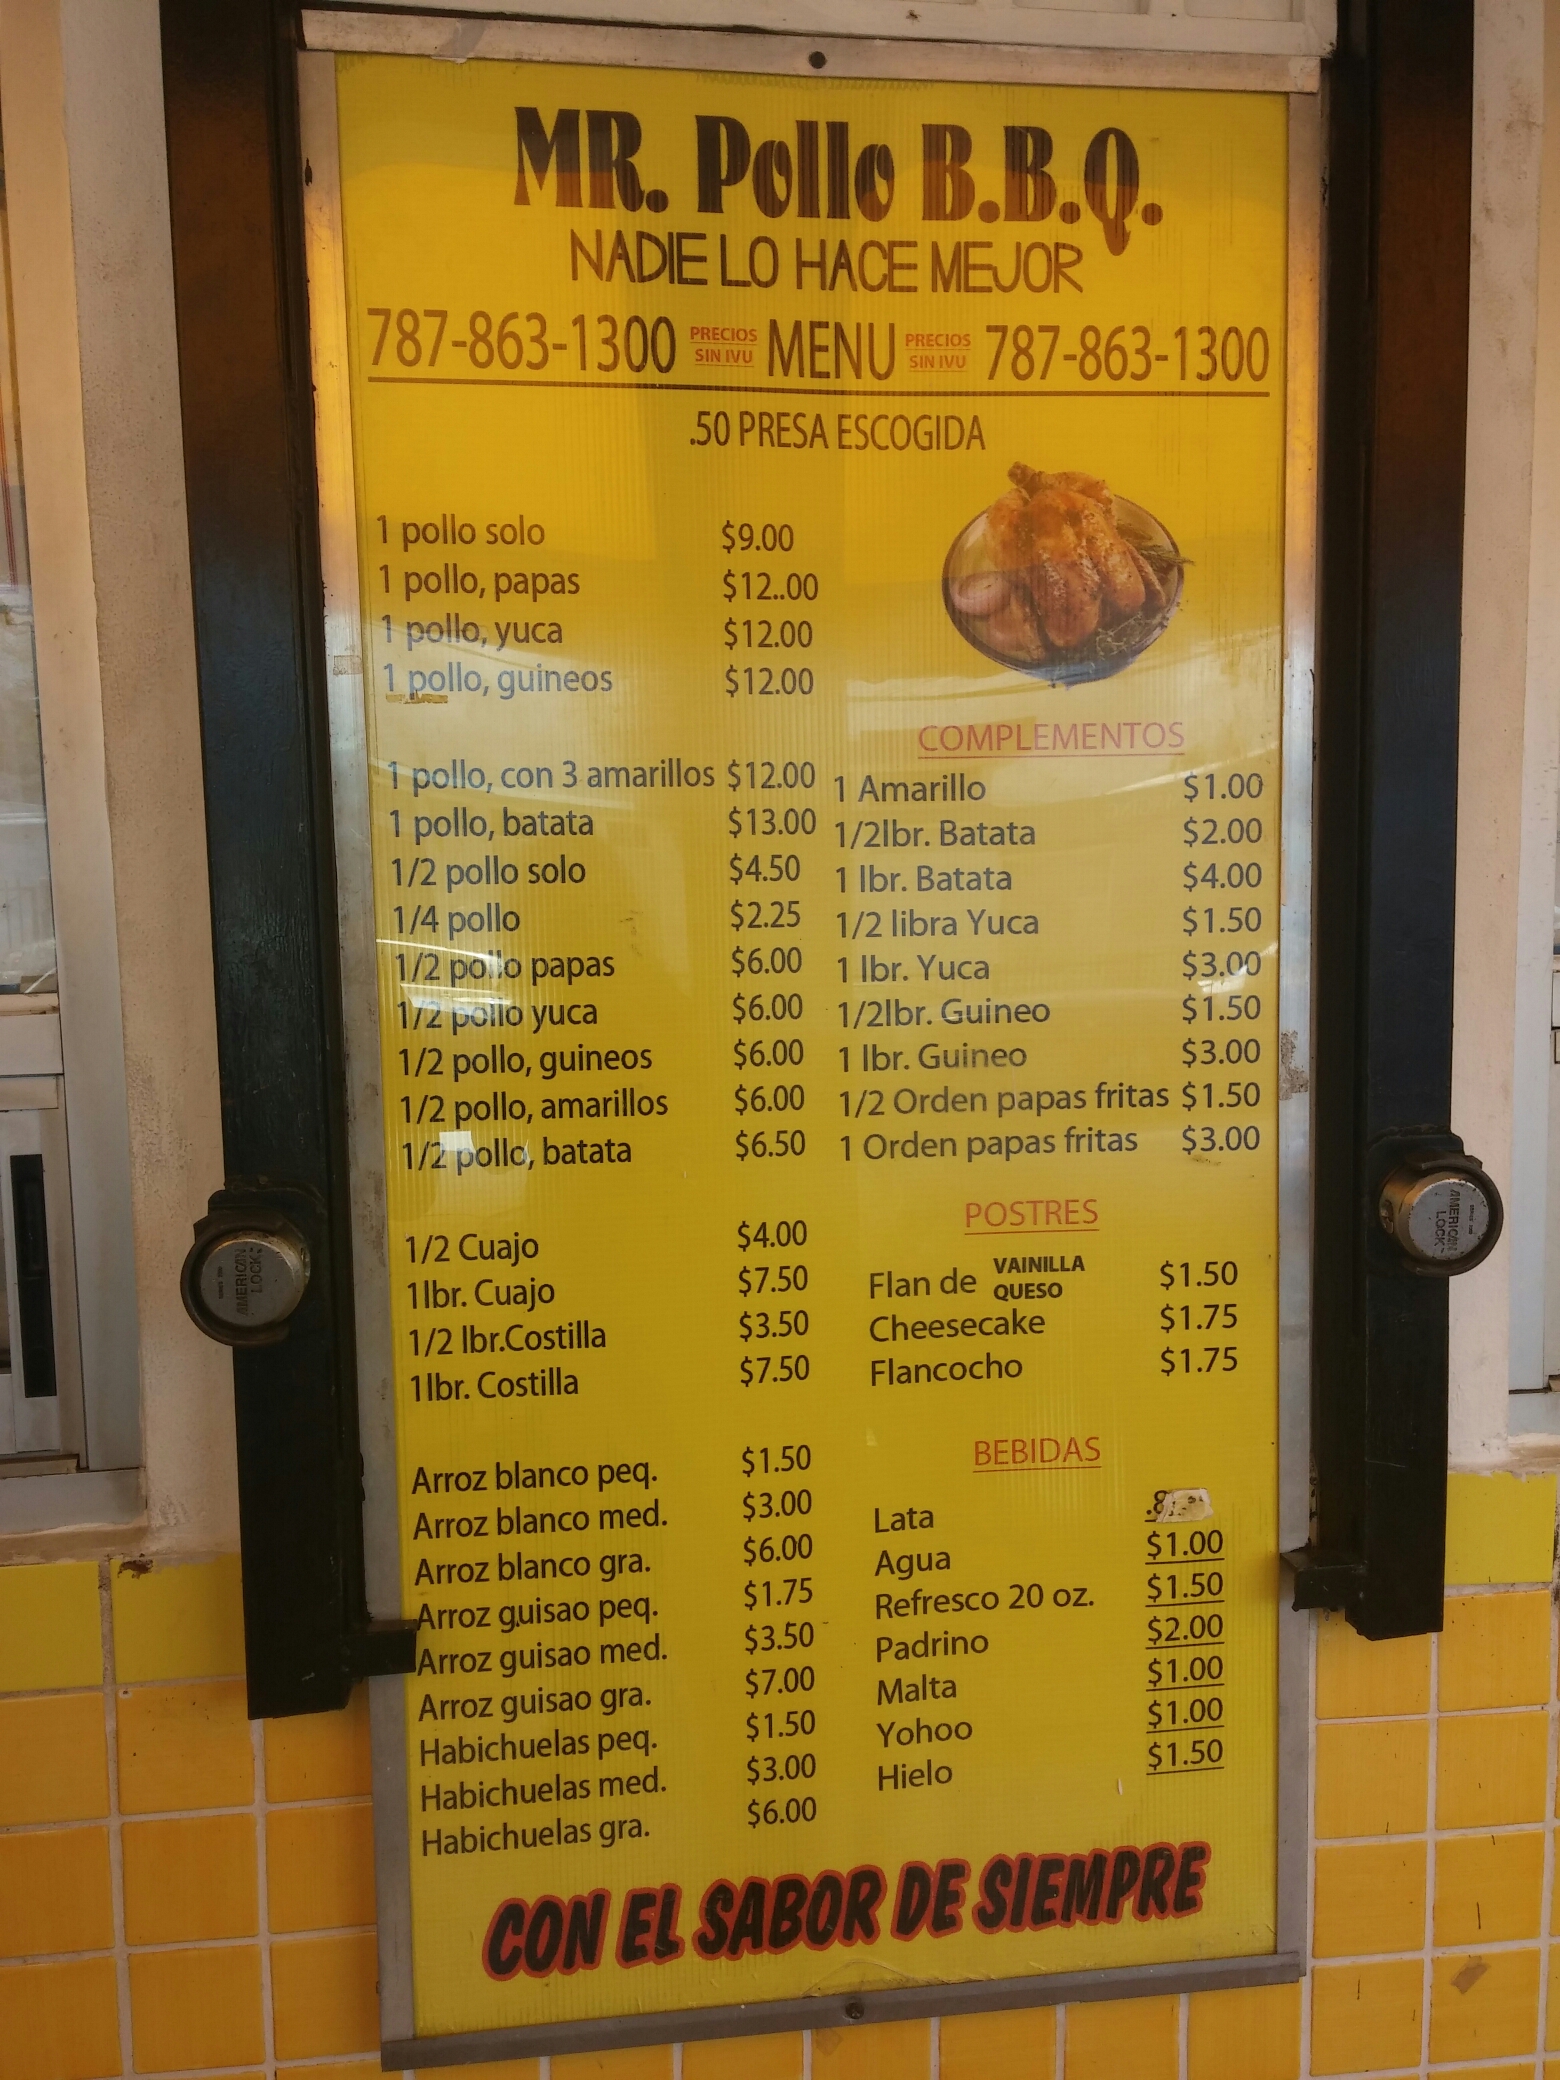 MR. Pollo B.B.Q.
NADIE LO HACE MEJOR
787-863-1300 PRECIOS SIN IVU MENU PRECIOS SIN IVU 787-863-1300
.50 PRESA ESCOGIDA
1 pollo solo $9.00
1 pollo, papas $12..00
1 pollo, yuca $12.00
1 pollo, guineos $12.00
1 pollo, con 3 amarillos $12.00
1 pollo, batata $13.00
1/2 pollo solo $4.50
1/4 pollo $2.25
1/2 pollo papas $6.00
1/2 pollo yuca $6.00
1/2 pollo, guineos $6.00
1/2 pollo, amarillos $6.00
1/2 pollo, batata $6.50
1/2 Cuajo $4.00
1lbr. Cuajo $7.50
1/2 lbr.Costilla $3.50
1lbr. Costilla $7.50
Arroz blanco peq. $1.50
Arroz blanco med. $3.00
Arroz blanco gra. $6.00
Arroz guisao peq. $1.75
Arroz guisao med. $3.50
Arroz guisao gra. $7.00
Habichuelas peq. $1.50
Habichuelas med. $3.00
Habichuelas gra. $6.00
COMPLEMENTOS
1 Amarillo $1.00
1/2lbr. Batata $2.00
1 lbr. Batata $4.00
1/2 libra Yuca $1.50
1 lbr. Yuca $3.00
1/2lbr. Guineo $1.50
1 lbr. Guineo $3.00
1/2 Orden papas fritas $1.50
1 Orden papas fritas $3.00
POSTRES
Flan de VAINILLA QUESO $1.50
Cheesecake $1.75
Flancocho $1.75
BEBIDAS
Lata
Agua $1.00
Refresco 20 oz. $1.50
Padrino $2.00
Malta $1.00
Yohoo $1.00
Hielo $1.50
CON EL SABOR DE SIEMPRE
AMERICAN LOCK
AMERICAN LOCK